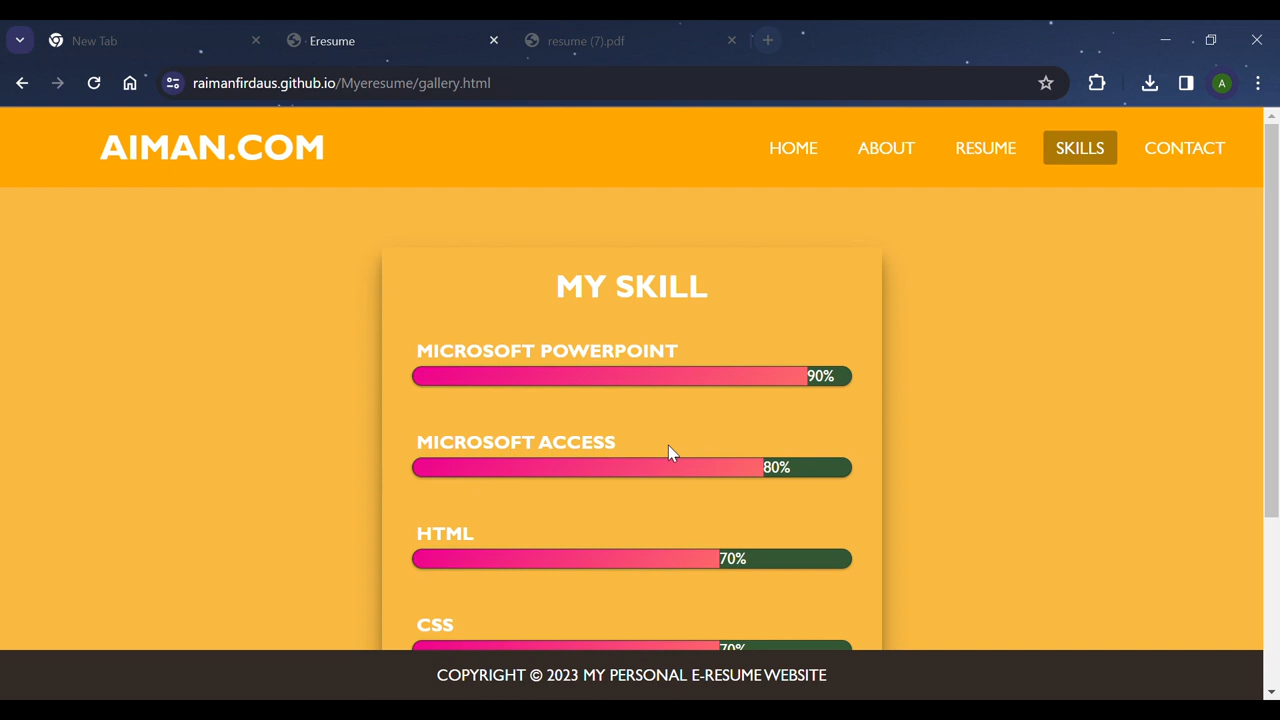 New Tab
Eresume
resume (7).pdf
raimanfirdaus.github.io/Myeresume/gallery.html
A
AIMAN.COM
HOME
ABOUT
RESUME
SKILLS
CONTACT
MY SKILL
MICROSOFT POWERPOINT
90%
MICROSOFT ACCESS
80%
HTML
70%
CSS
70%
COPYRIGHT © 2023 MY PERSONAL E-RESUME WEBSITE